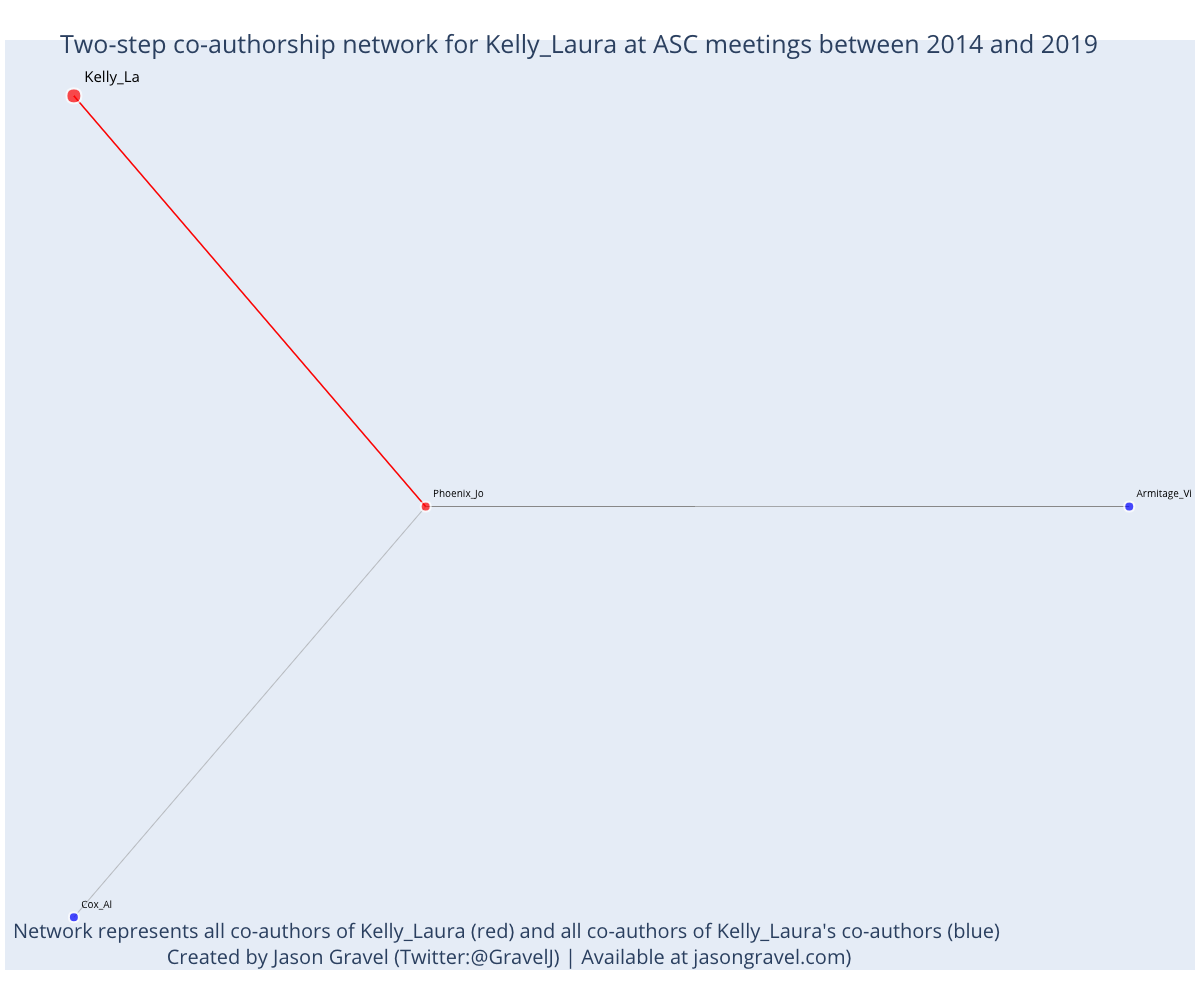 Two-step co-authorship network for Kelly_Laura at ASC meetings between 2014 and 2019
Kelly_La
Phoenix_Jo
Armitage_Vi
Cox_Al
Network represents all co-authors of Kelly_Laura (red) and all co-authors of Kelly_Laura's co-authors (blue)
Created by Jason Gravel (Twitter:@GravelJ) | Available at jasongravel.com)